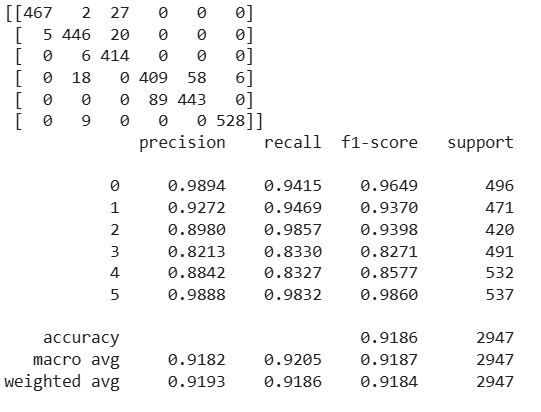 [[467   2  27   0   0   0]
 [  5 446  20   0   0   0]
 [  0   6 414   0   0   0]
 [  0  18   0 409  58   6]
 [  0   0   0  89 443   0]
 [  0   9   0   0   0 528]]
              precision    recall  f1-score   support

           0     0.9894    0.9415    0.9649       496
           1     0.9272    0.9469    0.9370       471
           2     0.8980    0.9857    0.9398       420
           3     0.8213    0.8330    0.8271       491
           4     0.8842    0.8327    0.8577       532
           5     0.9888    0.9832    0.9860       537

    accuracy                         0.9186      2947
   macro avg     0.9182    0.9205    0.9187      2947
weighted avg     0.9193    0.9186    0.9184      2947